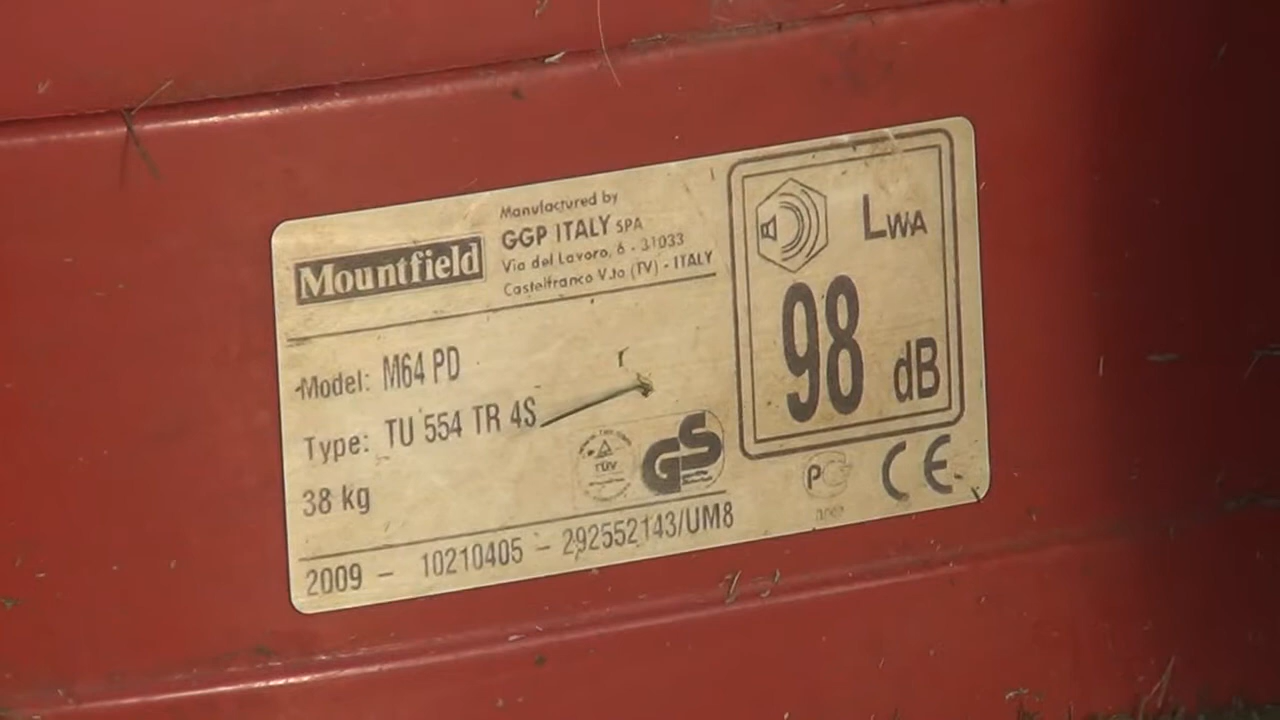 Mountfield
Manufactured by
GGP ITALY SPA
Via del Lavoro, 6 - 31033
Castelfranco V.to (TV) - ITALY
Model: M64 PD
Type: TU 554 TR 4S
38 kg
TÜV
GS
2009 - 10210405 - 292552143/UM8
LWA
98 dB
PG
CE